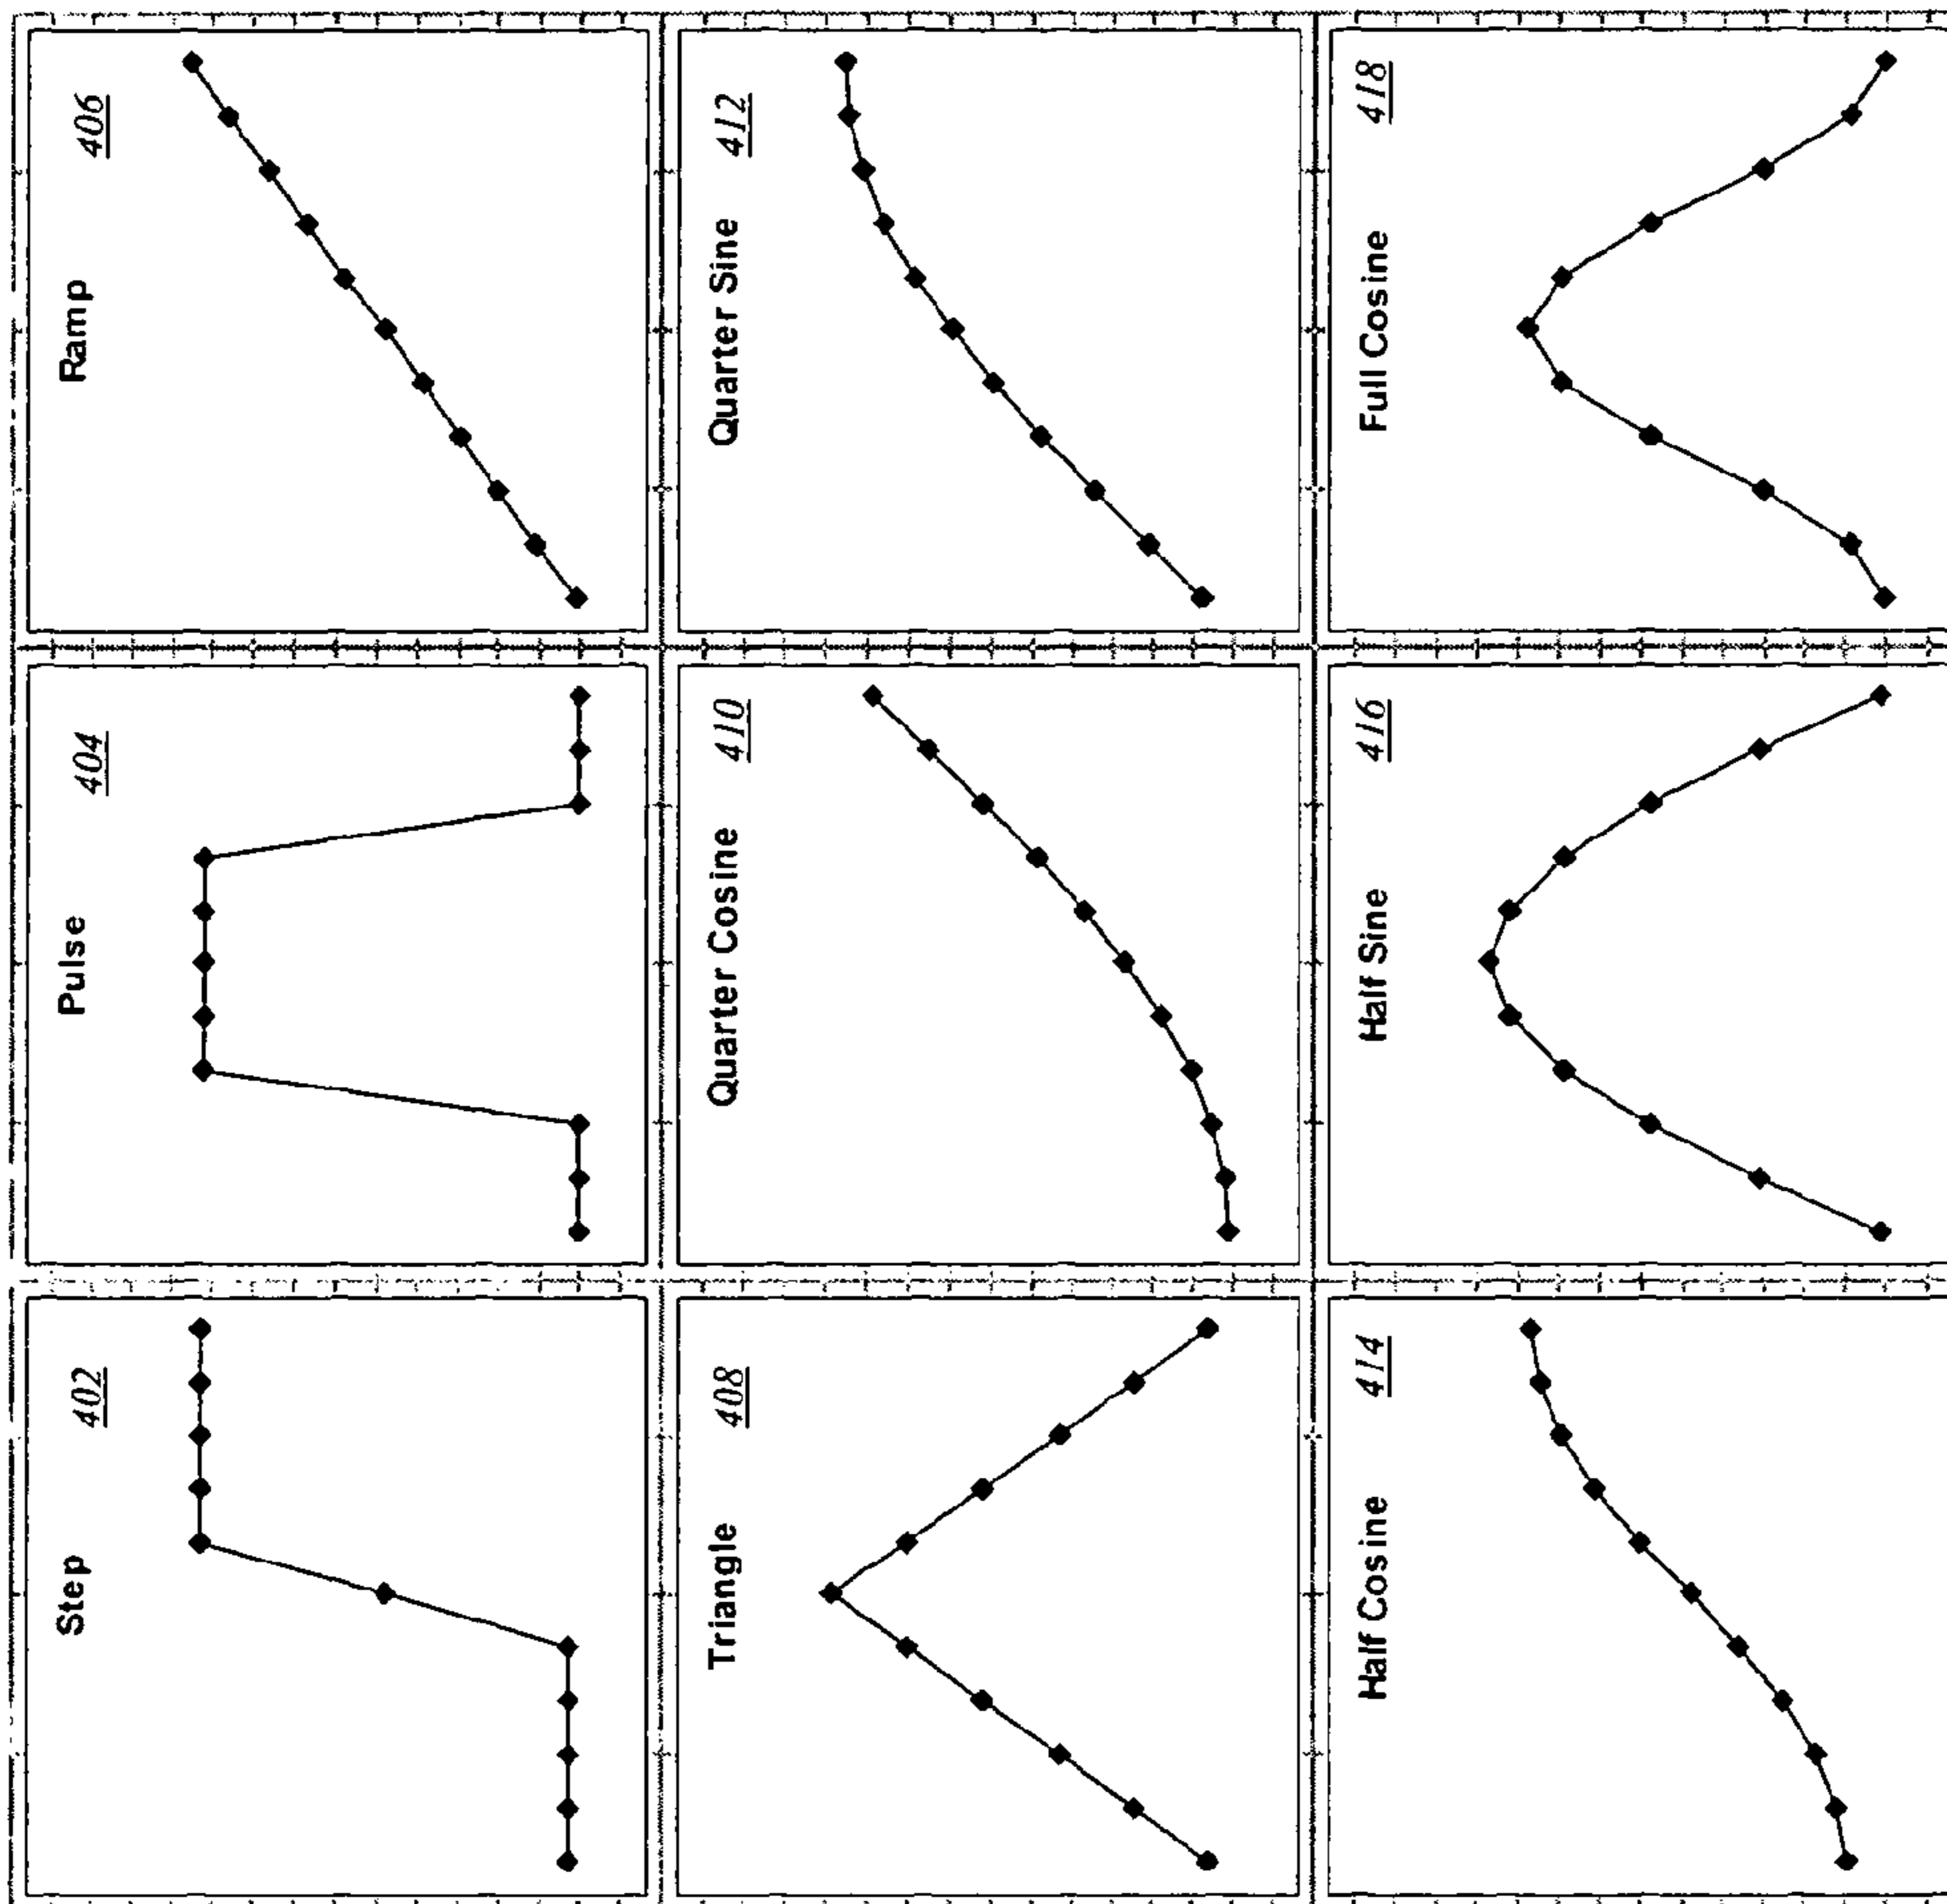 Step
402
Pulse
404
Ramp
406
Triangle
408
Quarter Cosine
410
Quarter Sine
412
Half Cosine
414
Half Sine
416
Full Cosine
418